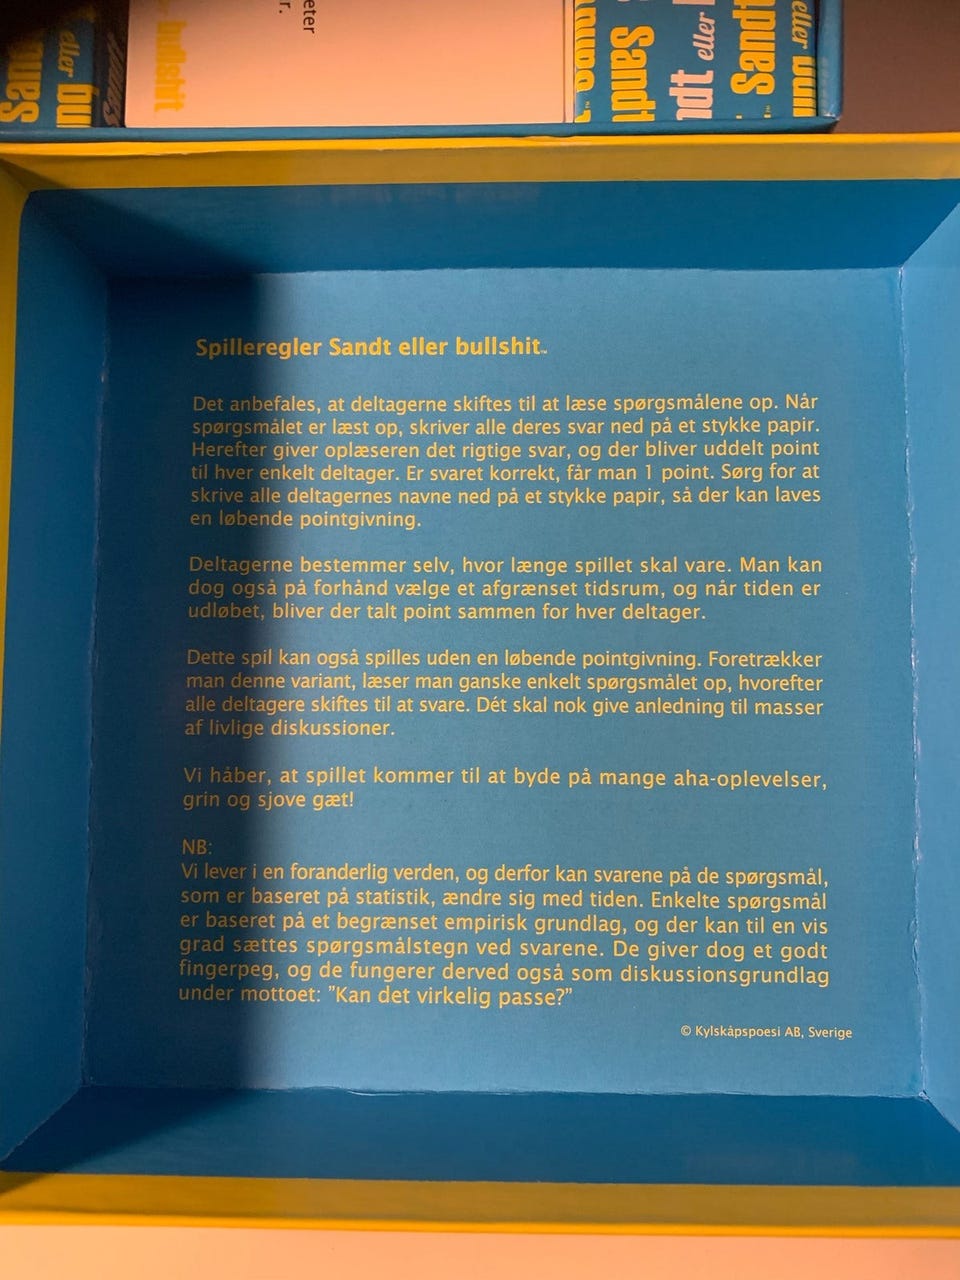 eter
r.
bullshit
Sandt
eller
Sandt
eller
Sandt
eller
Spilleregler Sandt eller bullshit™
Det anbefales, at deltagerne skiftes til at læse spørgsmålene op. Når
spørgsmålet er læst op, skriver alle deres svar ned på et stykke papir.
Herefter giver oplæseren det rigtige svar, og der bliver uddelt point
til hver enkelt deltager. Er svaret korrekt, får man 1 point. Sørg for at
skrive alle deltagernes navne ned på et stykke papir, så der kan laves
en løbende pointgivning.
Deltagerne bestemmer selv, hvor længe spillet skal vare. Man kan
dog også på forhånd vælge et afgrænset tidsrum, og når tiden er
udløbet, bliver der talt point sammen for hver deltager.
Dette spil kan også spilles uden en løbende pointgivning. Foretrækker
man denne variant, læser man ganske enkelt spørgsmålet op, hvorefter
alle deltagere skiftes til at svare. Dét skal nok give anledning til masser
af livlige diskussioner.
Vi håber, at spillet kommer til at byde på mange aha-oplevelser,
grin og sjove gæt!
NB:
Vi lever i en foranderlig verden, og derfor kan svarene på de spørgsmål,
som er baseret på statistik, ændre sig med tiden. Enkelte spørgsmål
er baseret på et begrænset empirisk grundlag, og der kan til en vis
grad sættes spørgsmålstegn ved svarene. De giver dog et godt
fingerpeg, og de fungerer derved også som diskussionsgrundlag
under mottoet: ”Kan det virkelig passe?”
© Kylskåpspoesi AB, Sverige